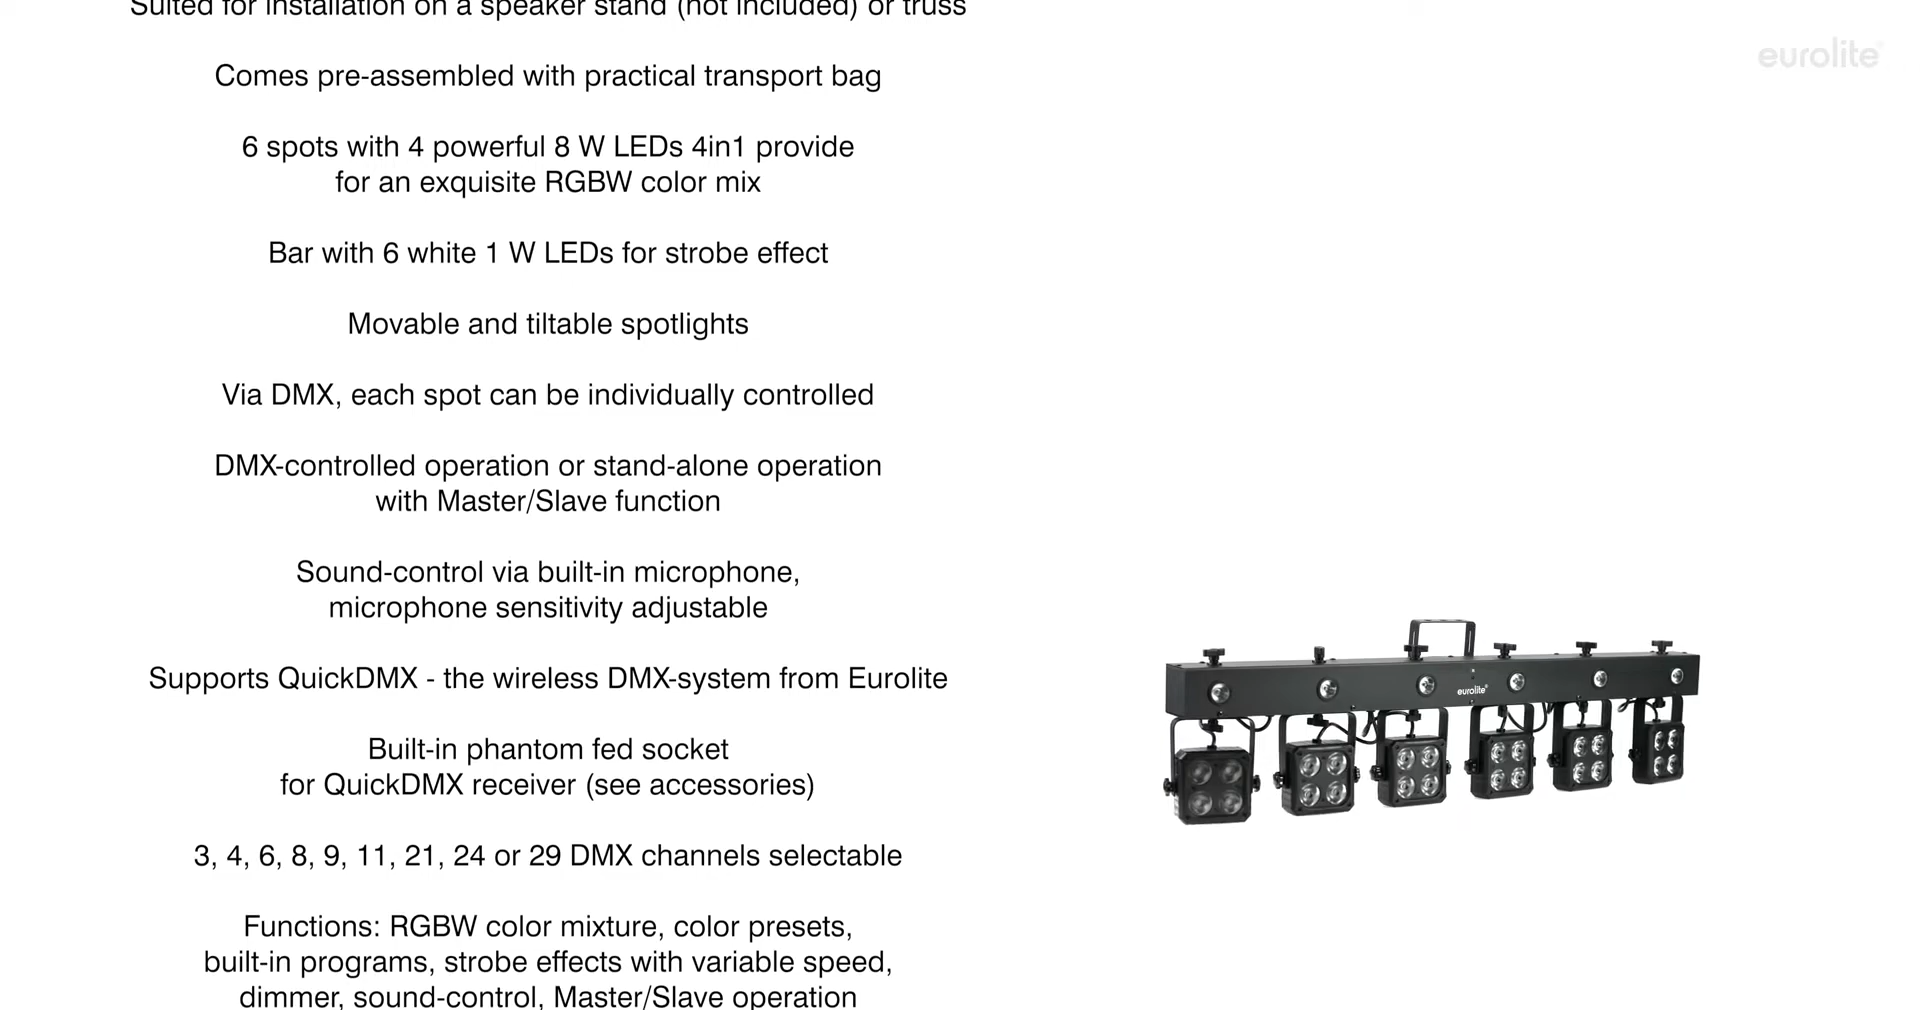 Suited for installation on a speaker stand (not included) or truss
eurolite
Comes pre-assembled with practical transport bag
6 spots with 4 powerful 8 W LEDs 4in1 provide
for an exquisite RGBW color mix
Bar with 6 white 1 W LEDs for strobe effect
Movable and tiltable spotlights
Via DMX, each spot can be individually controlled
DMX-controlled operation or stand-alone operation
with Master/Slave function
Sound-control via built-in microphone,
microphone sensitivity adjustable
Supports QuickDMX - the wireless DMX-system from Eurolite
eurolite
Built-in phantom fed socket
for QuickDMX receiver (see accessories)
3, 4, 6, 8, 9, 11, 21, 24 or 29 DMX channels selectable
Functions: RGBW color mixture, color presets,
built-in programs, strobe effects with variable speed,
dimmer, sound-control, Master/Slave operation